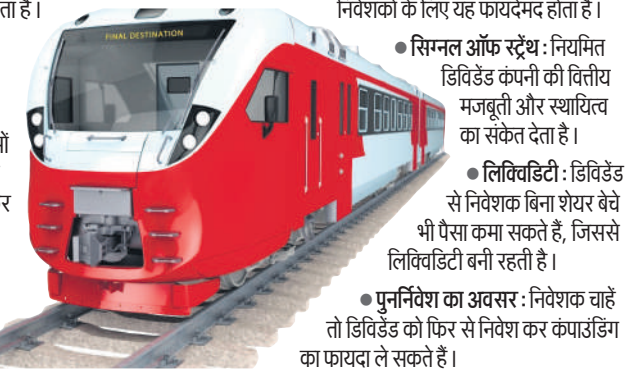 ता है।
निवेशकों के लिए यह फायदेमंद होता है।
FINAL DESTINATION
● सिग्नल ऑफ स्ट्रेंथ : नियमित
डिविडेंड कंपनी की वित्तीय
मजबूती और स्थायित्व
का संकेत देता है।
● लिक्विडिटी : डिविडेंड
से निवेशक बिना शेयर बेचे
भी पैसा कमा सकते हैं, जिससे
लिक्विडिटी बनी रहती है।
● पुनर्निवेश का अवसर : निवेशक चाहें
तो डिविडेंड को फिर से निवेश कर कंपाउंडिंग
का फायदा ले सकते हैं।